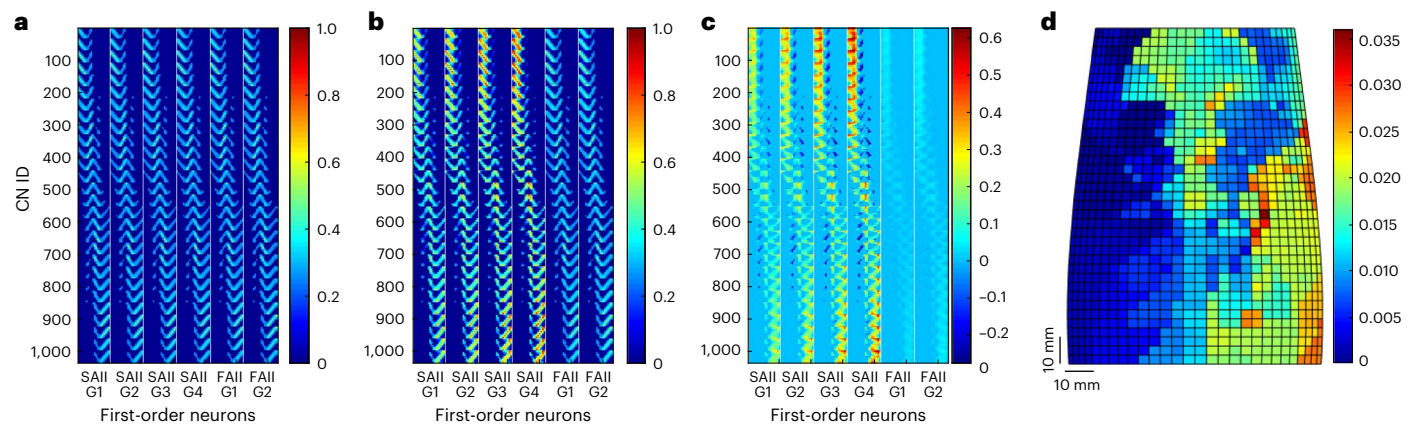 a
CN ID
100
200
300
400
500
600
700
800
900
1,000
1.0
0.8
0.6
0.4
0.2
0
SAII G1
SAII G2
SAII G3
SAII G4
FAII G1
FAII G2
First-order neurons
b
100
200
300
400
500
600
700
800
900
1,000
1.0
0.8
0.6
0.4
0.2
0
SAII G1
SAII G2
SAII G3
SAII G4
FAII G1
FAII G2
First-order neurons
c
100
200
300
400
500
600
700
800
900
1,000
0.6
0.5
0.4
0.3
0.2
0.1
0
−0.1
−0.2
0
SAII G1
SAII G2
SAII G3
SAII G4
FAII G1
FAII G2
First-order neurons
d
0.035
0.030
0.025
0.020
0.015
0.010
0.005
0
10 mm
10 mm